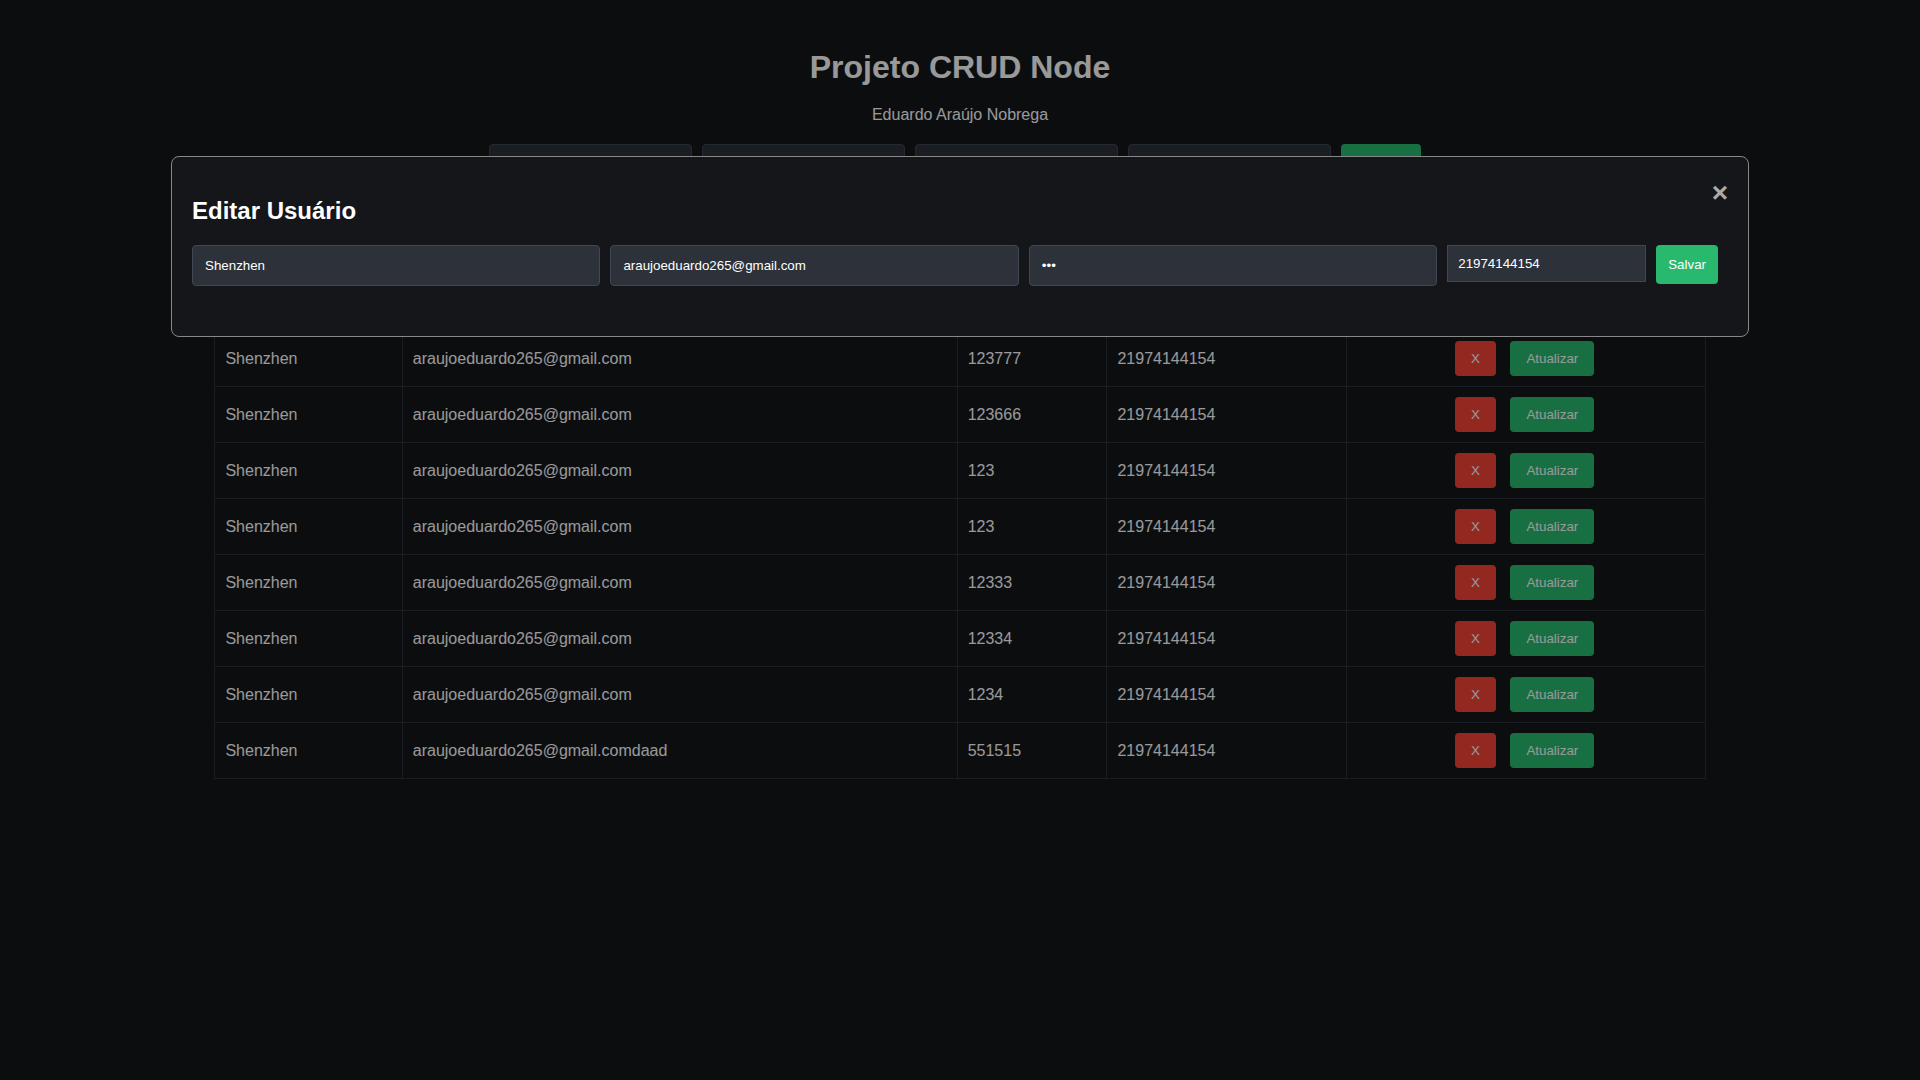 Projeto CRUD Node
Eduardo Araújo Nobrega
×
Editar Usuário
Shenzhen araujoeduardo265@gmail.com ••• 21974144154 Salvar
Shenzhen araujoeduardo265@gmail.com 123777 21974144154 X Atualizar
Shenzhen araujoeduardo265@gmail.com 123666 21974144154 X Atualizar
Shenzhen araujoeduardo265@gmail.com 123 21974144154 X Atualizar
Shenzhen araujoeduardo265@gmail.com 123 21974144154 X Atualizar
Shenzhen araujoeduardo265@gmail.com 12333 21974144154 X Atualizar
Shenzhen araujoeduardo265@gmail.com 12334 21974144154 X Atualizar
Shenzhen araujoeduardo265@gmail.com 1234 21974144154 X Atualizar
Shenzhen araujoeduardo265@gmail.comdaad 551515 21974144154 X Atualizar